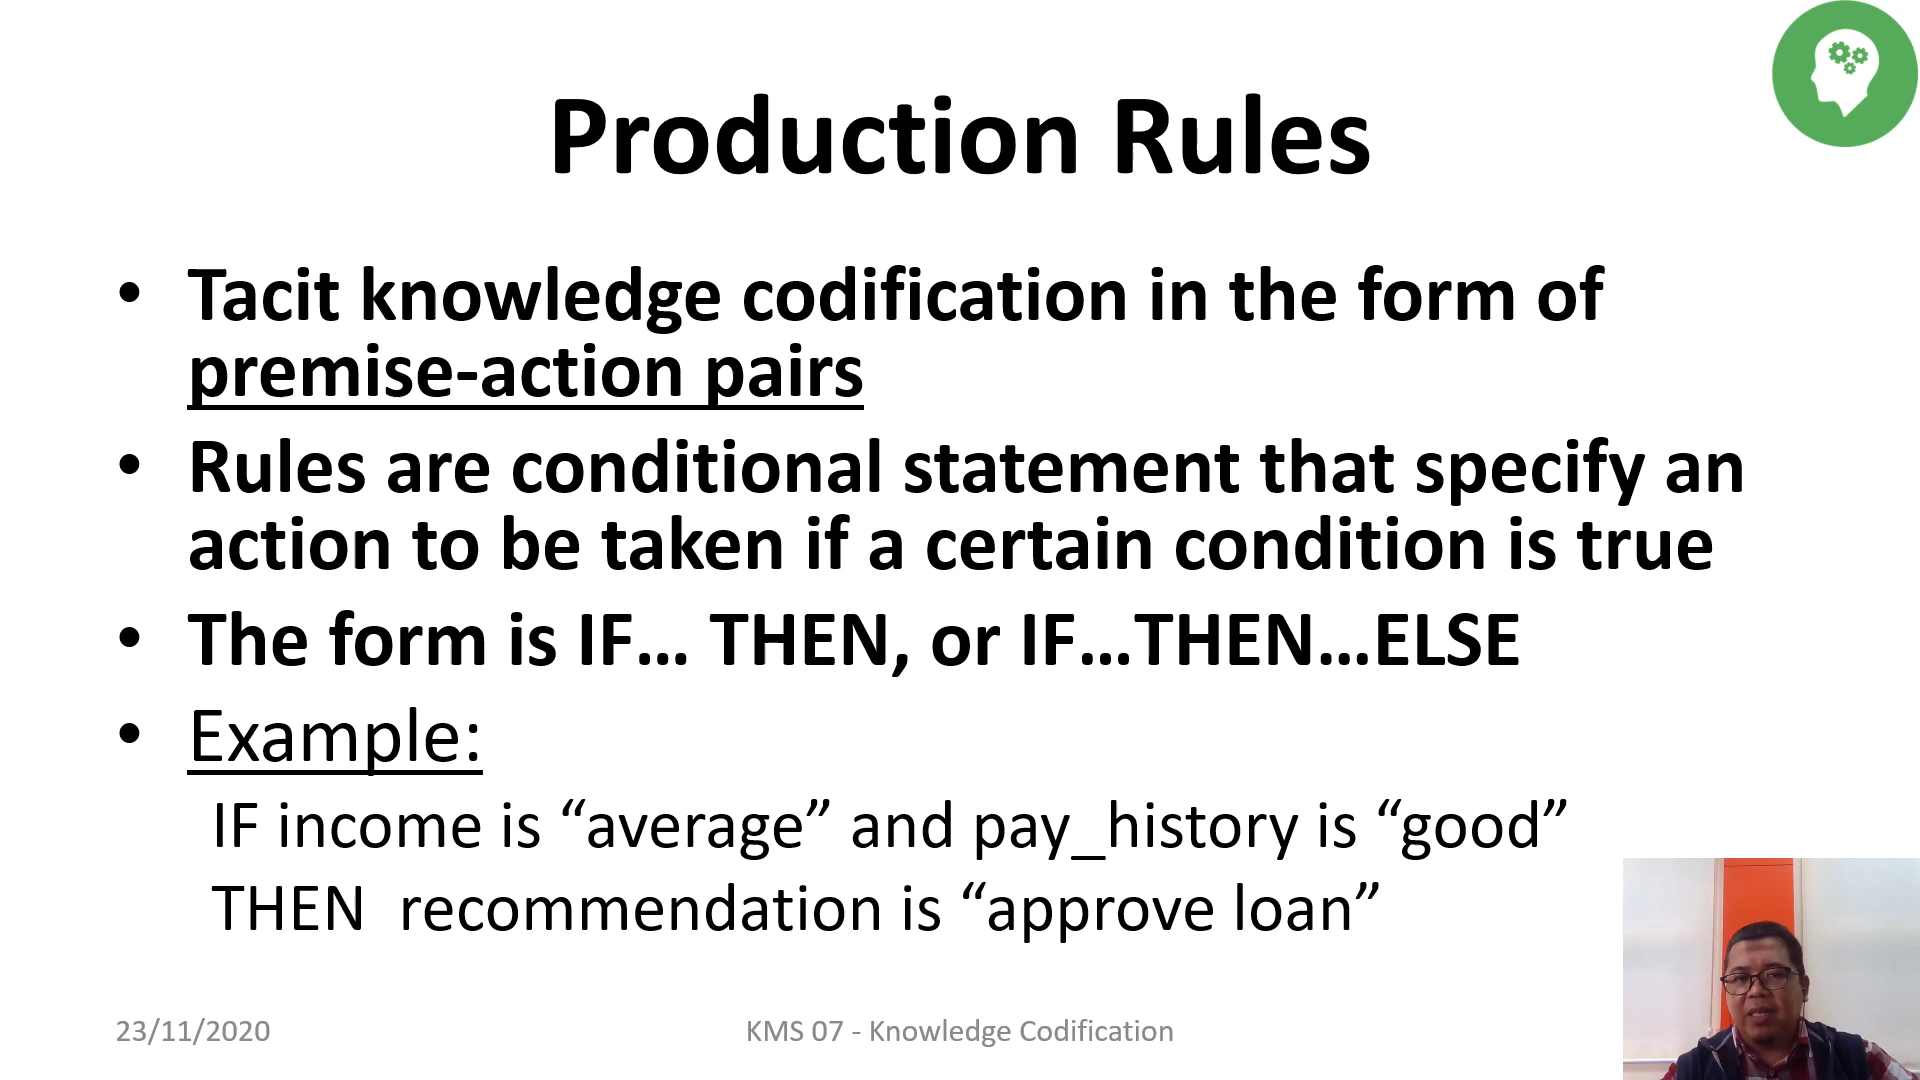 Production Rules
• Tacit knowledge codification in the form of
premise-action pairs
• Rules are conditional statement that specify an
action to be taken if a certain condition is true
• The form is IF… THEN, or IF…THEN…ELSE
• Example:
IF income is “average” and pay_history is “good”
THEN recommendation is “approve loan”
23/11/2020
KMS 07 - Knowledge Codification